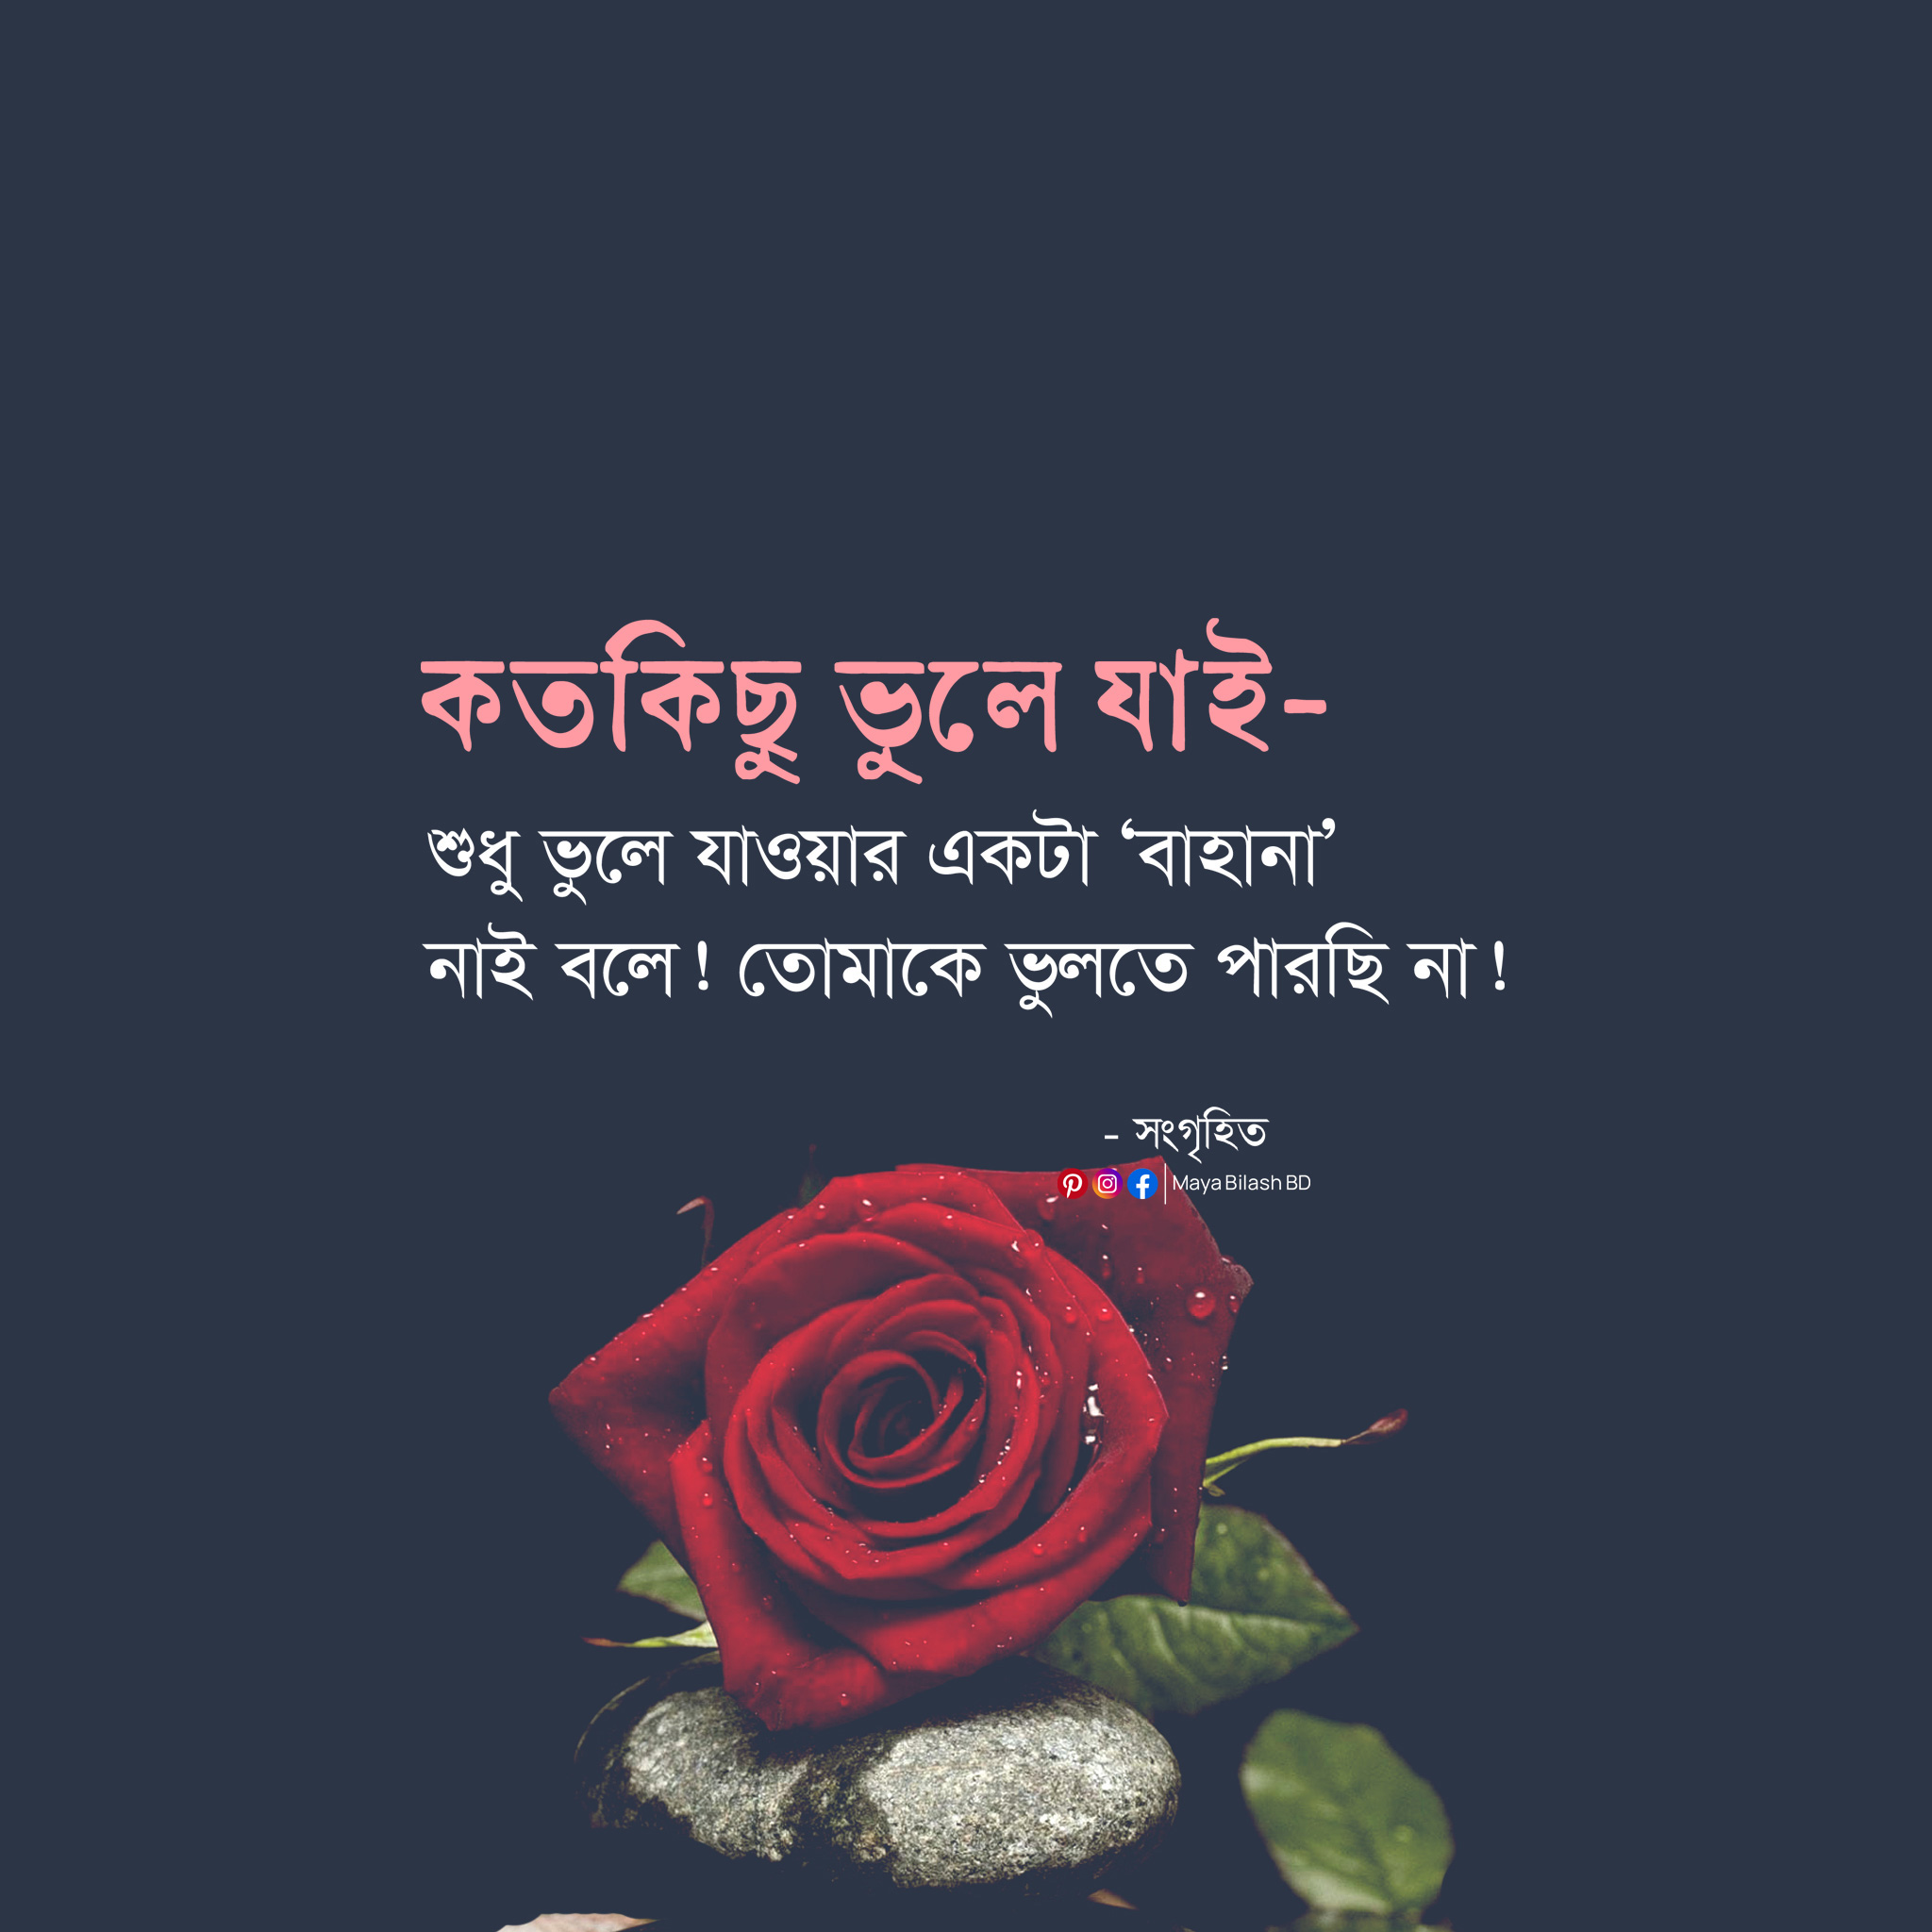 কতকিছু ভুলে যাই-
শুধু ভুলে যাওয়ার একটা ‘বাহানা’
নাই বলে! তোমাকে ভুলতে পারছি না!
- সংগৃহিত
Maya Bilash BD